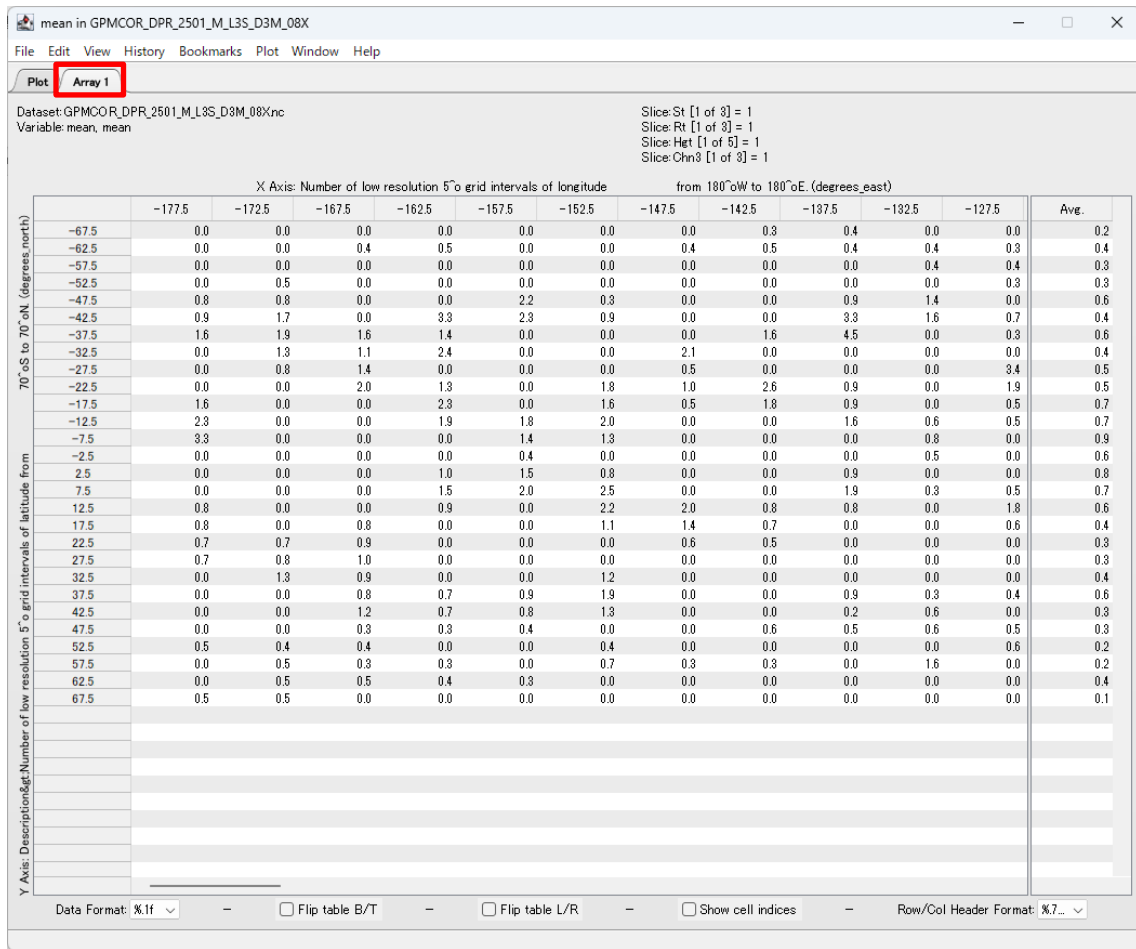 mean in GPMCOR_DPR_2501_M_L3S_D3M_08X
File Edit View History Bookmarks Plot Window Help
Plot Array 1
Dataset: GPMCOR_DPR_2501_M_L3S_D3M_08X.nc
Variable: mean, mean
Slice: St [1 of 3] = 1
Slice: Rt [1 of 3] = 1
Slice: Hgt [1 of 5] = 1
Slice: Chn3 [1 of 3] = 1
X Axis: Number of low resolution 5^o grid intervals of longitude from 180^oW to 180^oE. (degrees_east)
Y Axis: Description&gt;Number of low resolution 5^o grid intervals of latitude from 70^oS to 70^oN. (degrees_north)
-177.5 -172.5 -167.5 -162.5 -157.5 -152.5 -147.5 -142.5 -137.5 -132.5 -127.5 Avg.
-67.5 0.0 0.0 0.0 0.0 0.0 0.0 0.0 0.3 0.4 0.0 0.0 0.2
-62.5 0.0 0.0 0.4 0.5 0.0 0.0 0.4 0.5 0.4 0.4 0.3 0.4
-57.5 0.0 0.0 0.0 0.0 0.0 0.0 0.0 0.0 0.0 0.4 0.4 0.3
-52.5 0.0 0.5 0.0 0.0 0.0 0.0 0.0 0.0 0.0 0.0 0.3 0.3
-47.5 0.8 0.8 0.0 0.0 2.2 0.3 0.0 0.0 0.9 1.4 0.0 0.6
-42.5 0.9 1.7 0.0 3.3 2.3 0.9 0.0 0.0 3.3 1.6 0.7 0.4
-37.5 1.6 1.9 1.6 1.4 0.0 0.0 0.0 1.6 4.5 0.0 0.3 0.6
-32.5 0.0 1.3 1.1 2.4 0.0 0.0 2.1 0.0 0.0 0.0 0.0 0.4
-27.5 0.0 0.8 1.4 0.0 0.0 0.0 0.5 0.0 0.0 0.0 3.4 0.5
-22.5 0.0 0.0 2.0 1.3 0.0 1.8 1.0 2.6 0.9 0.0 1.9 0.5
-17.5 1.6 0.0 0.0 2.3 0.0 1.6 0.5 1.8 0.9 0.0 0.5 0.7
-12.5 2.3 0.0 0.0 1.9 1.8 2.0 0.0 0.0 1.6 0.6 0.5 0.7
-7.5 3.3 0.0 0.0 0.0 1.4 1.3 0.0 0.0 0.0 0.8 0.0 0.9
-2.5 0.0 0.0 0.0 0.0 0.4 0.0 0.0 0.0 0.0 0.5 0.0 0.6
2.5 0.0 0.0 0.0 1.0 1.5 0.8 0.0 0.0 0.9 0.0 0.0 0.8
7.5 0.0 0.0 0.0 1.5 2.0 2.5 0.0 0.0 1.9 0.3 0.5 0.7
12.5 0.8 0.0 0.0 0.9 0.0 2.2 2.0 0.8 0.8 0.0 1.8 0.6
17.5 0.8 0.0 0.8 0.0 0.0 1.1 1.4 0.7 0.0 0.0 0.6 0.4
22.5 0.7 0.7 0.9 0.0 0.0 0.0 0.6 0.5 0.0 0.0 0.0 0.3
27.5 0.7 0.8 1.0 0.0 0.0 0.0 0.0 0.0 0.0 0.0 0.0 0.3
32.5 0.0 1.3 0.9 0.0 0.0 1.2 0.0 0.0 0.0 0.0 0.0 0.4
37.5 0.0 0.0 0.8 0.7 0.9 1.9 0.0 0.0 0.9 0.3 0.4 0.6
42.5 0.0 0.0 1.2 0.7 0.8 1.3 0.0 0.0 0.2 0.6 0.0 0.3
47.5 0.0 0.0 0.3 0.3 0.4 0.0 0.0 0.6 0.5 0.6 0.5 0.3
52.5 0.5 0.4 0.4 0.0 0.0 0.4 0.0 0.0 0.0 0.0 0.6 0.2
57.5 0.0 0.5 0.3 0.3 0.0 0.7 0.3 0.3 0.0 1.6 0.0 0.2
62.5 0.0 0.5 0.5 0.4 0.3 0.0 0.0 0.0 0.0 0.0 0.0 0.4
67.5 0.5 0.5 0.0 0.0 0.0 0.0 0.0 0.0 0.0 0.0 0.0 0.1
Data Format: %.1f – Flip table B/T – Flip table L/R – Show cell indices – Row/Col Header Format: %.7...